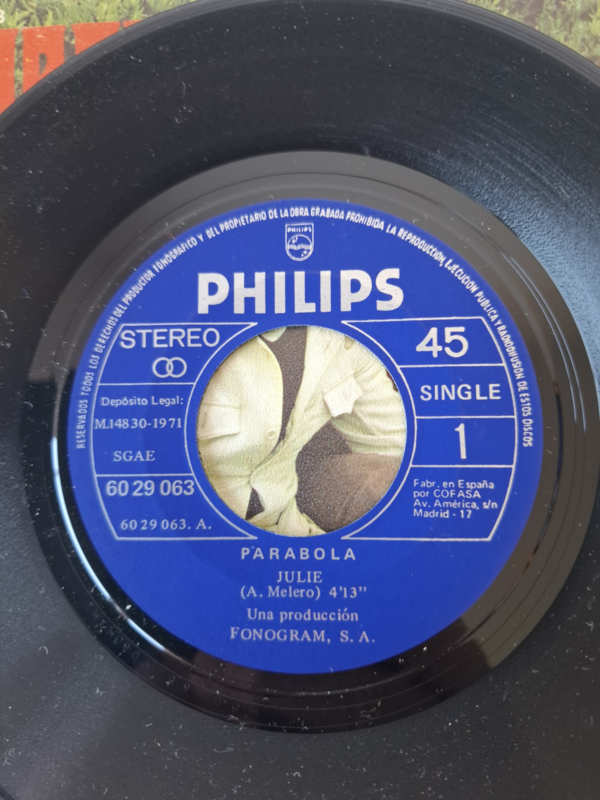 RESERVADOS TODOS LOS DERECHOS DEL PRODUCTOR FONOGRAFICO Y DEL PROPIETARIO DE LA OBRA GRABADA PROHIBIDA LA REPRODUCCION, EJECUCION PUBLICA Y RADIODIFUSION DE ESTOS DISCOS
PHILIPS
PHILIPS
STEREO
Depósito Legal:
M.14830-1971
SGAE
60 29 063
60 29 063. A.
45
SINGLE
1
Fabr. en España
por COFASA
Av. América, s/n
Madrid - 17
PARABOLA
JULIE
(A. Melero) 4'13"
Una producción
FONOGRAM, S. A.